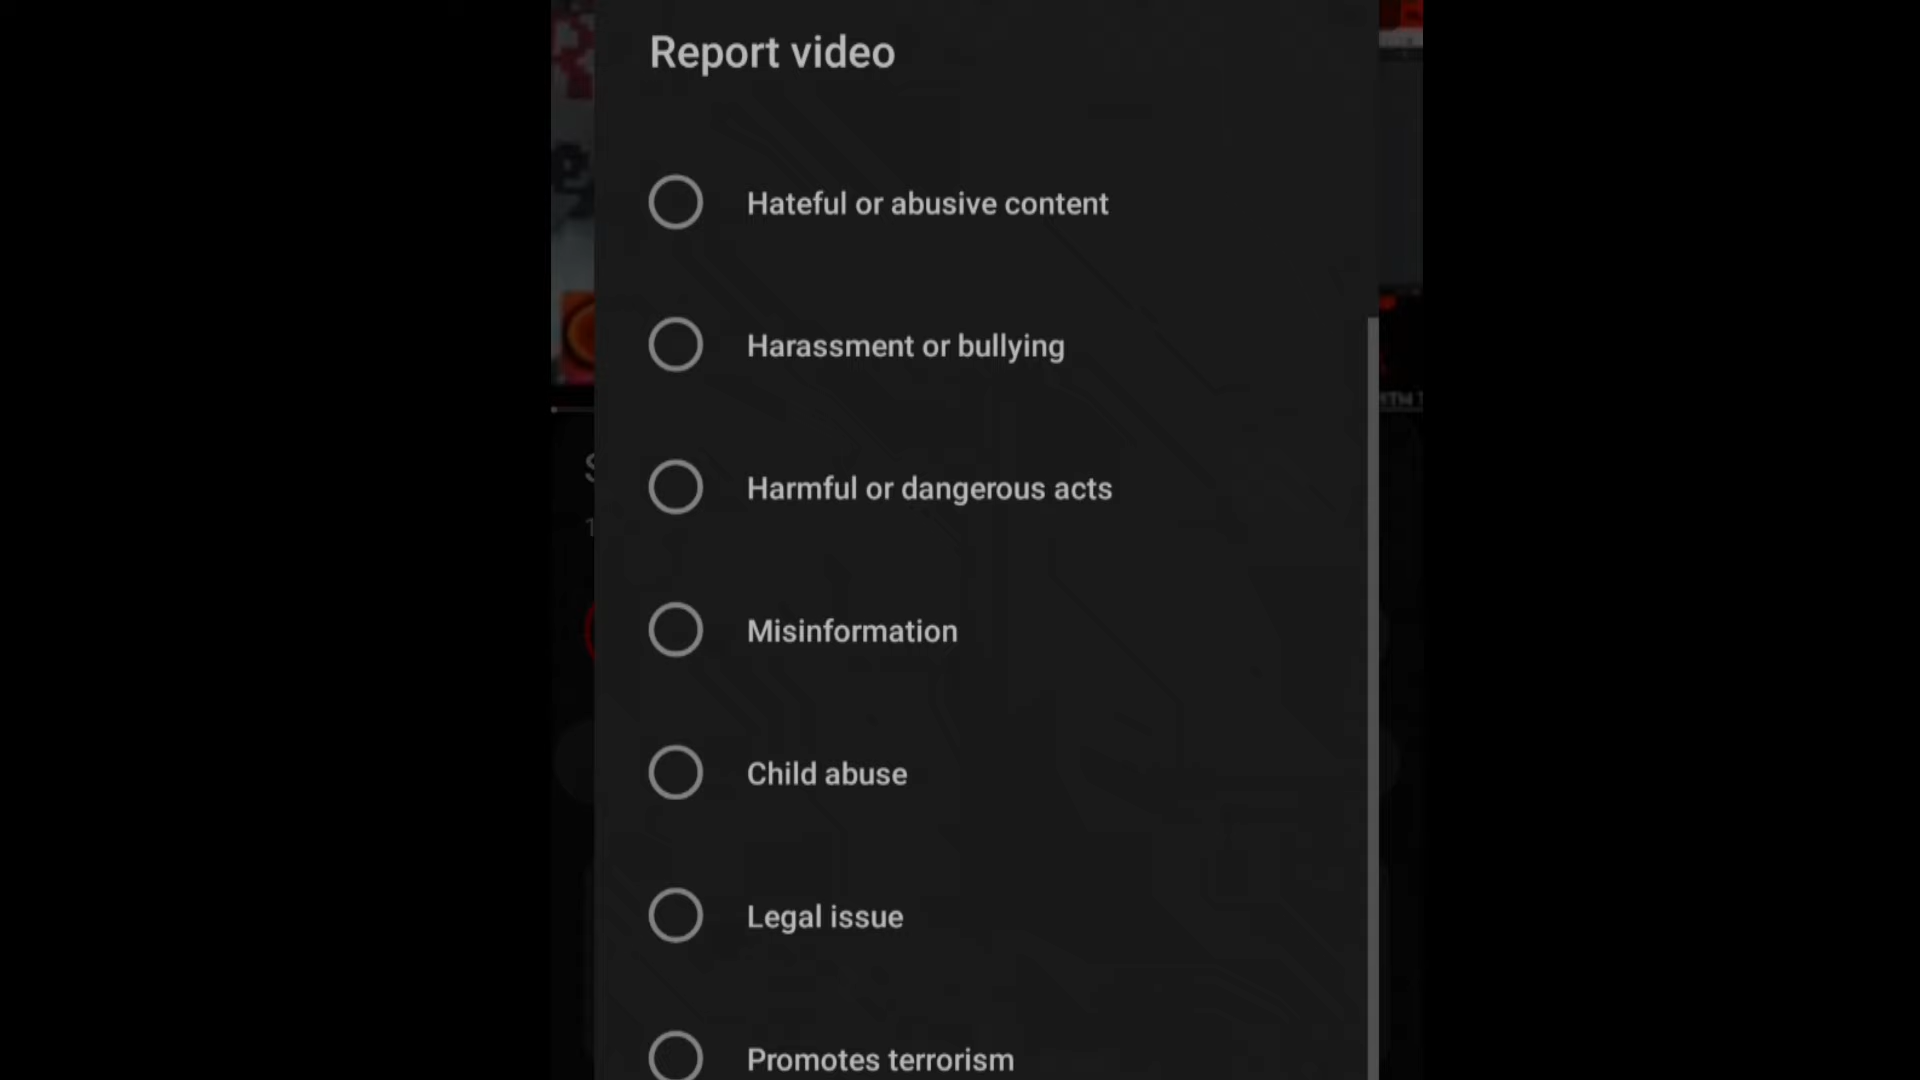 Report video
Hateful or abusive content
Harassment or bullying
Harmful or dangerous acts
Misinformation
Child abuse
Legal issue
Promotes terrorism